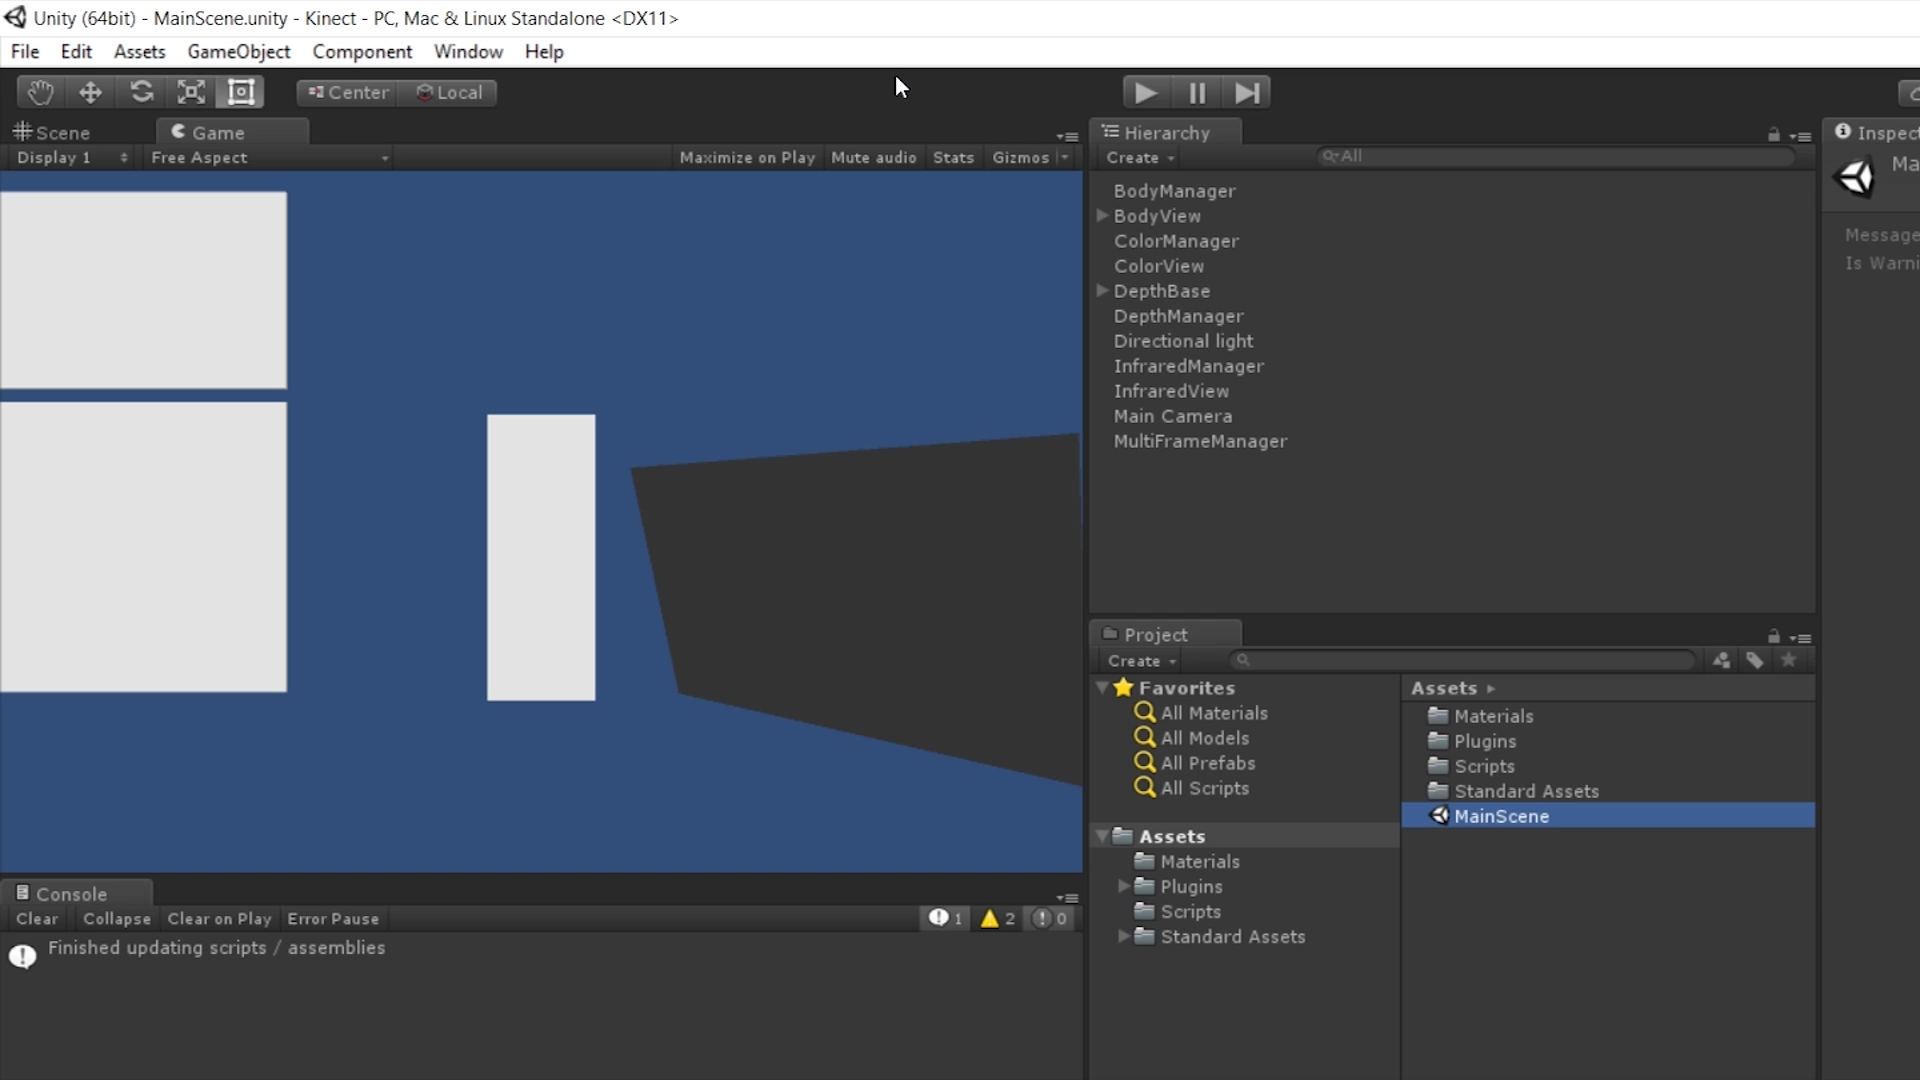 Unity (64bit) - MainScene.unity - Kinect - PC, Mac & Linux Standalone <DX11>
File Edit Assets GameObject Component Window Help
Center Local
Scene Game
Display 1 Free Aspect Maximize on Play Mute audio Stats Gizmos
Hierarchy
Create All
BodyManager
BodyView
ColorManager
ColorView
DepthBase
DepthManager
Directional light
InfraredManager
InfraredView
Main Camera
MultiFrameManager
Inspect
Ma
Message
Is Warni
Project
Create
Favorites
All Materials
All Models
All Prefabs
All Scripts
Assets
Materials
Plugins
Scripts
Standard Assets
Assets
Materials
Plugins
Scripts
Standard Assets
MainScene
Console
Clear Collapse Clear on Play Error Pause 1 2 0
Finished updating scripts / assemblies